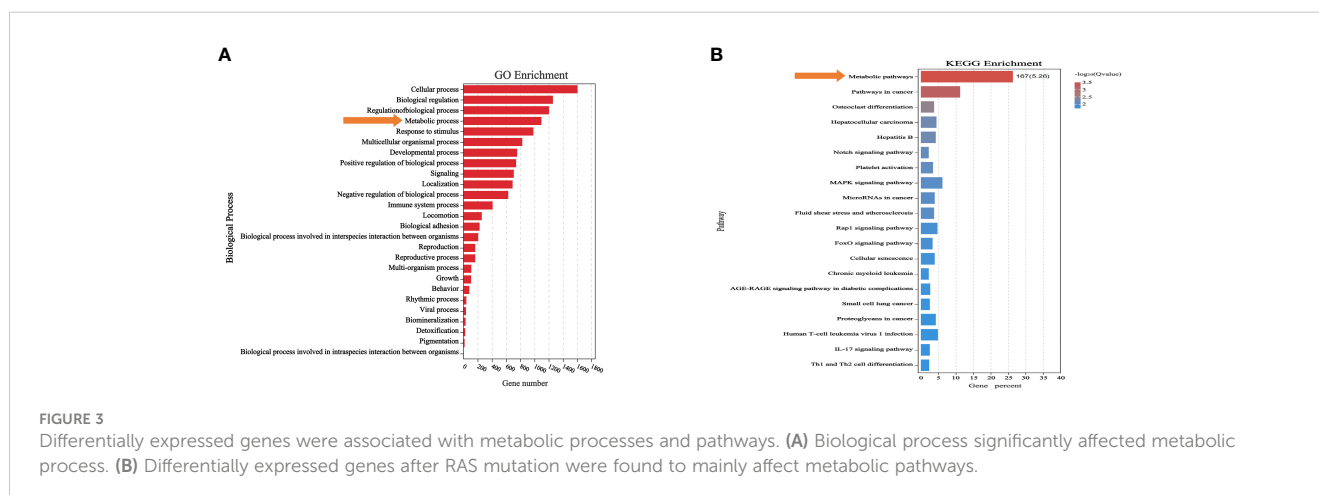 A
GO Enrichment
Biological Process
Cellular process
Biological regulation
Regulationofbiological process
Metabolic process
Response to stimulus
Multicellular organismal process
Developmental process
Positive regulation of biological process
Signaling
Localization
Negative regulation of biological process
Immune system process
Locomotion
Biological adhesion
Biological process involved in interspecies interaction between organisms
Reproduction
Reproductive process
Multi-organism process
Growth
Behavior
Rhythmic process
Viral process
Biomineralization
Detoxification
Pigmentation
Biological process involved in intraspecies interaction between organisms
0 200 400 600 800 1000 1200 1400 1600 1800
Gene number
B
KEGG Enrichment
Pathway
Metabolic pathways 167(5.26)
Pathways in cancer
Osteoclast differentiation
Hepatocellular carcinoma
Hepatitis B
Notch signaling pathway
Platelet activation
MAPK signaling pathway
MicroRNAs in cancer
Fluid shear stress and atherosclerosis
Rap1 signaling pathway
FoxO signaling pathway
Cellular senescence
Chronic myeloid leukemia
AGE-RAGE signaling pathway in diabetic complications
Small cell lung cancer
Proteoglycans in cancer
Human T-cell leukemia virus 1 infection
IL-17 signaling pathway
Th1 and Th2 cell differentiation
0 5 10 15 20 25 30 35 40
Gene percent
-log10(Qvalue)
3.5
3
2.5
2
FIGURE 3
Differentially expressed genes were associated with metabolic processes and pathways. (A) Biological process significantly affected metabolic
process. (B) Differentially expressed genes after RAS mutation were found to mainly affect metabolic pathways.